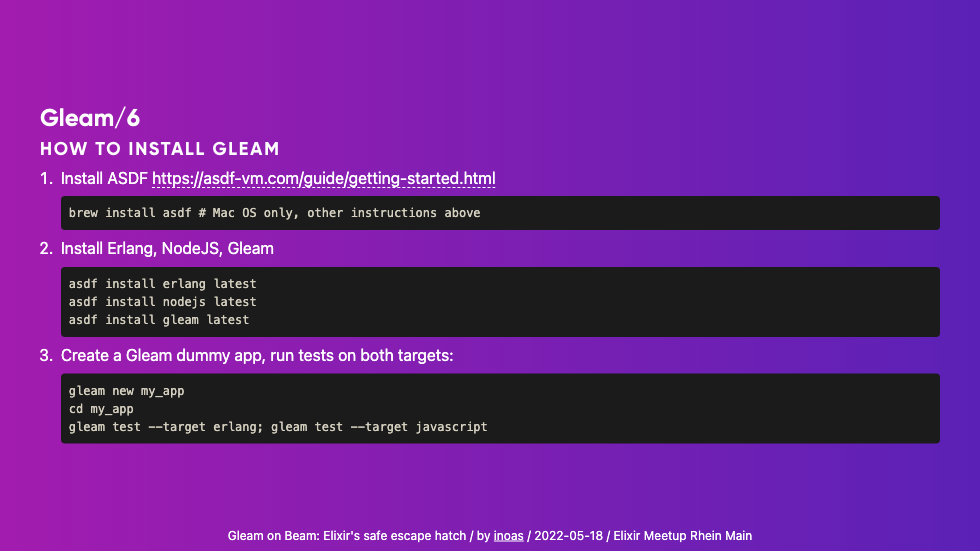 Gleam/6
HOW TO INSTALL GLEAM
1. Install ASDF https://asdf-vm.com/guide/getting-started.html
brew install asdf # Mac OS only, other instructions above
2. Install Erlang, NodeJS, Gleam
asdf install erlang latest
asdf install nodejs latest
asdf install gleam latest
3. Create a Gleam dummy app, run tests on both targets:
gleam new my_app
cd my_app
gleam test --target erlang; gleam test --target javascript
Gleam on Beam: Elixir's safe escape hatch / by inoas / 2022-05-18 / Elixir Meetup Rhein Main